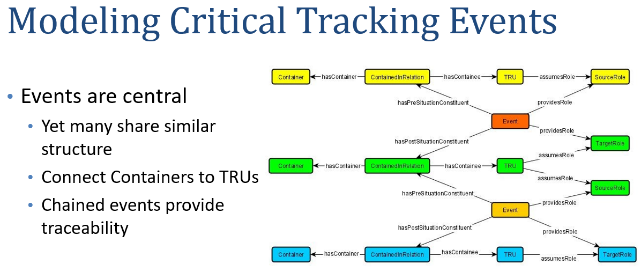 Modeling Critical Tracking Events
• Events are central
• Yet many share similar
structure
• Connect Containers to TRUs
• Chained events provide
traceability
Container hasContainer ContainedInRelation hasContainee TRU assumesRole SourceRole
hasPreSituationConstituent providesRole
Event
hasPostSituationConstituent providesRole
TargetRole
assumesRole
Container hasContainer ContainedInRelation hasContainee TRU
assumesRole
SourceRole
hasPreSituationConstituent providesRole
Event
hasPostSituationConstituent providesRole
Container hasContainer ContainedInRelation hasContainee TRU assumesRole TargetRole